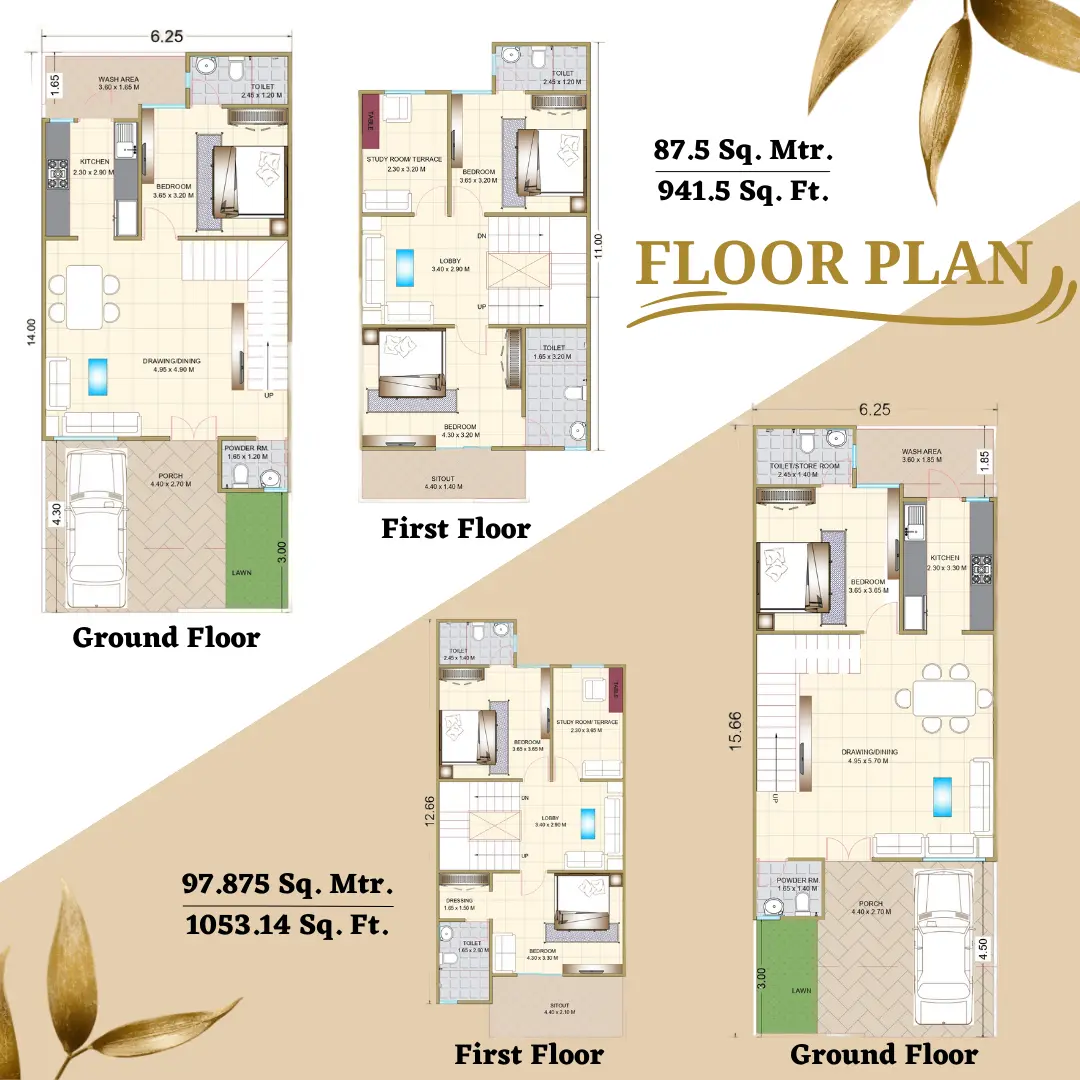 87.5 Sq. Mtr.
941.5 Sq. Ft.
FLOOR PLAN
6.25
1.65
WASH AREA
3.60 x 1.65 M
TOILET
2.45 x 1.20 M
KITCHEN
2.30 x 2.90 M
BEDROOM
3.65 x 3.20 M
14.00
DRAWING/DINING
4.95 x 4.90 M
UP
POWDER RM.
1.65 x 1.20 M
PORCH
4.40 x 2.70 M
4.30
3.00
LAWN
Ground Floor
TOILET
2.45 x 1.20 M
TABLE
STUDY ROOM/ TERRACE
2.30 x 3.20 M
BEDROOM
3.65 x 3.20 M
DN
11.00
LOBBY
3.40 x 2.90 M
UP
TOILET
1.65 x 3.20 M
BEDROOM
4.30 x 3.20 M
SITOUT
4.40 x 1.40 M
First Floor
97.875 Sq. Mtr.
1053.14 Sq. Ft.
TOILET
2.45 x 1.40 M
TABLE
STUDY ROOM/ TERRACE
2.30 x 3.65 M
BEDROOM
3.65 x 3.65 M
12.66
DN
LOBBY
3.40 x 2.90 M
UP
DRESSING
1.65 x 1.50 M
TOILET
1.65 x 2.80 M
BEDROOM
4.30 x 3.30 M
SITOUT
4.40 x 2.10 M
First Floor
6.25
WASH AREA
3.60 x 1.85 M
1.85
TOILET/STORE ROOM
2.45 x 1.40 M
KITCHEN
2.30 x 3.30 M
BEDROOM
3.65 x 3.65 M
15.66
DRAWING/DINING
4.95 x 5.70 M
UP
POWDER RM.
1.65 x 1.40 M
PORCH
4.40 x 2.70 M
4.50
3.00
LAWN
Ground Floor